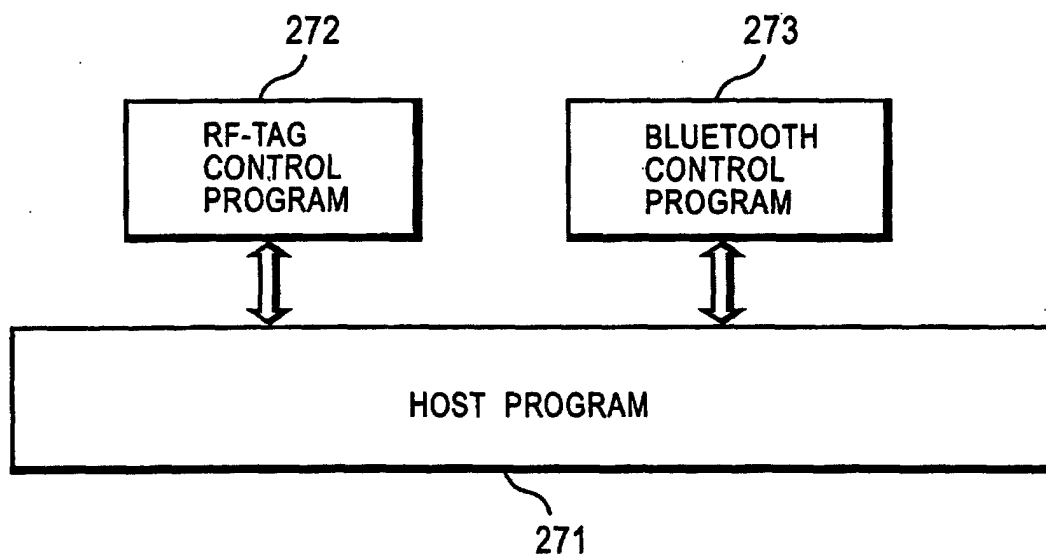 272
273
RF-TAG
CONTROL
PROGRAM
BLUETOOTH
CONTROL
PROGRAM
HOST PROGRAM
271